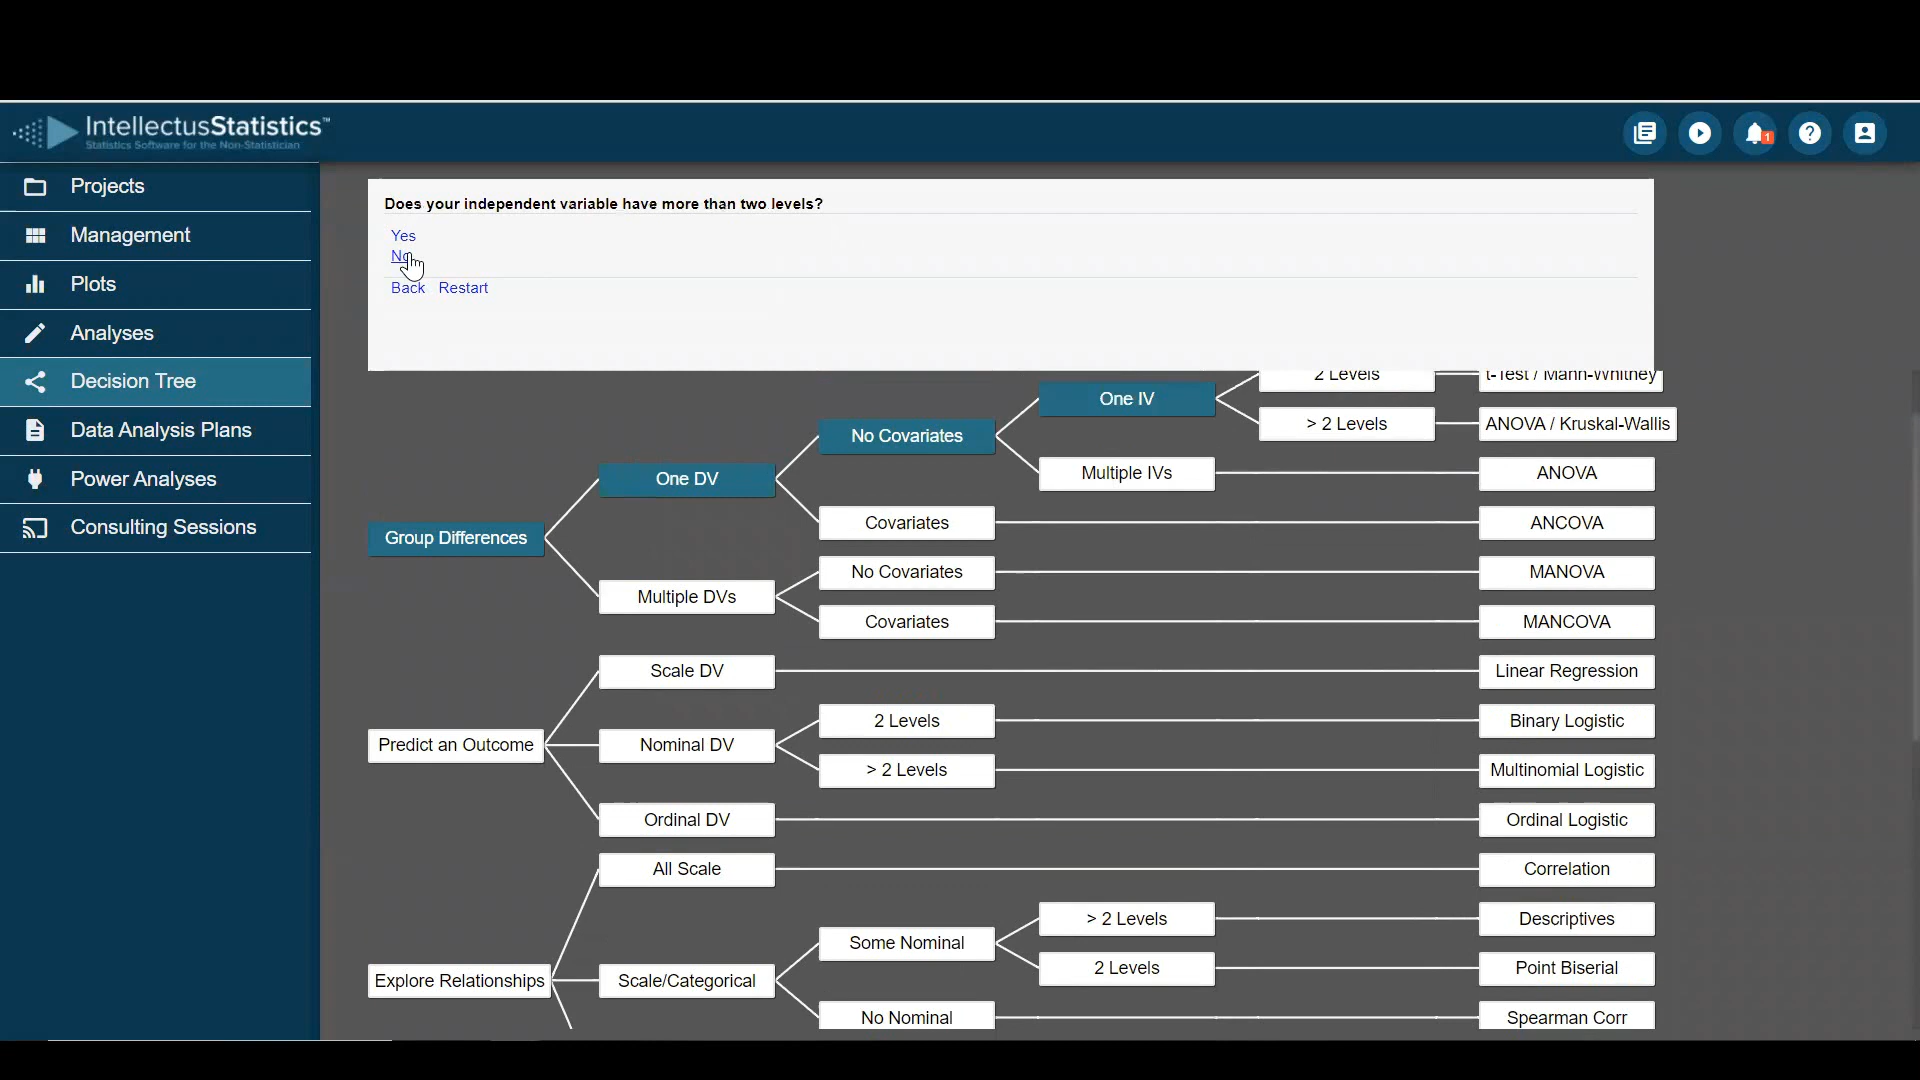 IntellectusStatistics™
Statistics Software for the Non-Statistician
1
Projects
Management
Plots
Analyses
Decision Tree
Data Analysis Plans
Power Analyses
Consulting Sessions
Does your independent variable have more than two levels?
Yes
No
Back Restart
2 Levels
t-Test / Mann-Whitney
One IV
> 2 Levels
ANOVA / Kruskal-Wallis
No Covariates
Multiple IVs
ANOVA
One DV
Covariates
ANCOVA
Group Differences
No Covariates
MANOVA
Multiple DVs
Covariates
MANCOVA
Scale DV
Linear Regression
2 Levels
Binary Logistic
Predict an Outcome
Nominal DV
> 2 Levels
Multinomial Logistic
Ordinal DV
Ordinal Logistic
All Scale
Correlation
> 2 Levels
Descriptives
Some Nominal
2 Levels
Point Biserial
Explore Relationships
Scale/Categorical
No Nominal
Spearman Corr